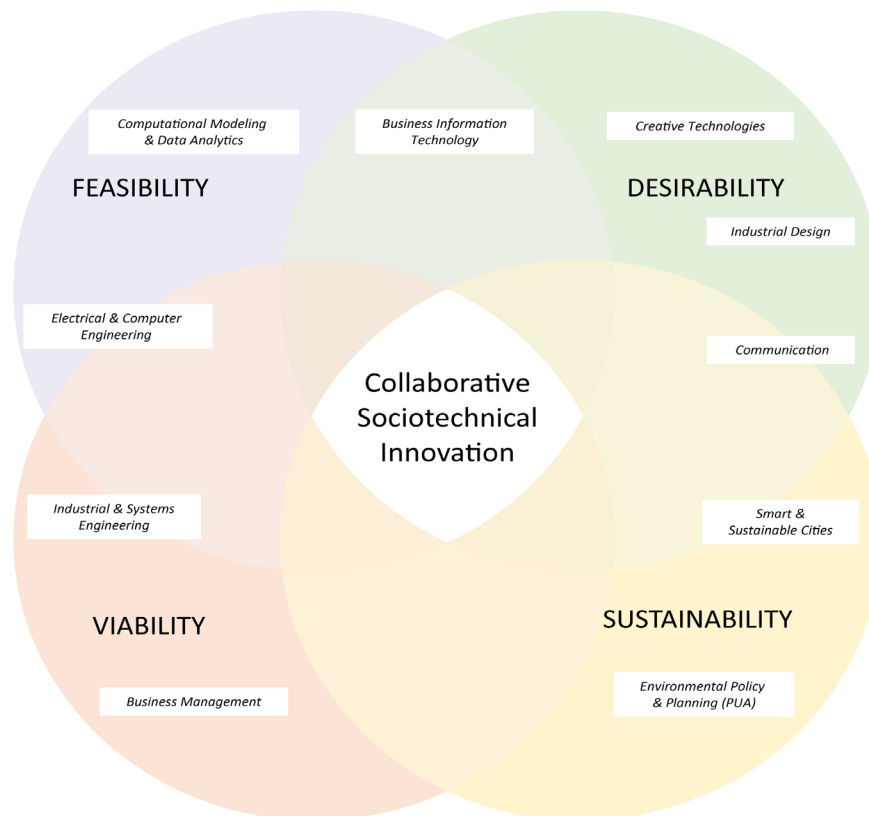 Computational Modeling
& Data Analytics
Business Information
Technology
Creative Technologies
FEASIBILITY
DESIRABILITY
Industrial Design
Electrical & Computer
Engineering
Communication
Collaborative
Sociotechnical
Innovation
Industrial & Systems
Engineering
Smart &
Sustainable Cities
VIABILITY
SUSTAINABILITY
Business Management
Environmental Policy
& Planning (PUA)